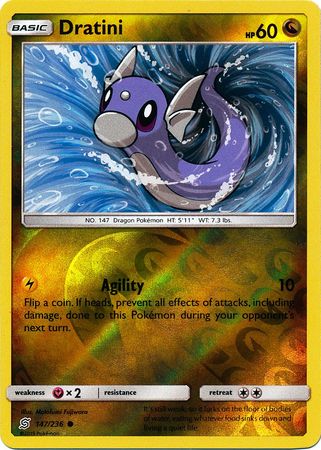 BASIC Dratini HP60
NO. 147 Dragon Pokémon HT: 5'11" WT: 7.3 lbs.
Agility 10
Flip a coin. If heads, prevent all effects of attacks, including
damage, done to this Pokémon during your opponent's
next turn.
weakness ×2 resistance retreat
Illus. Molofumi Fujiwara
It's still weak, so it lurks on the floor of bodies
147/236 of water, eating whatever food sinks down and
©2019 Pokémon living a quiet life.